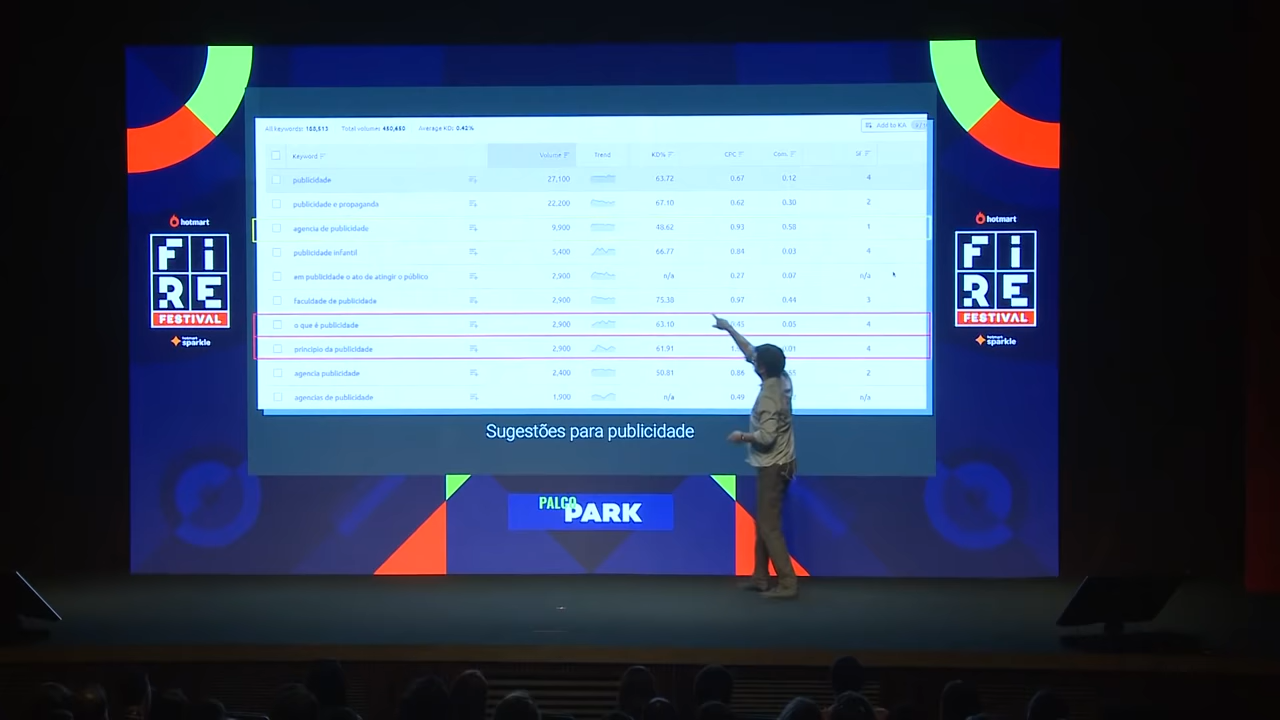 All keywords: 153,513 Total volume: 450,650 Average KD: 0.42%
Add to KA
Keyword Volume Trend KD% CPC Com. SF
publicidade 27,100 63.72 0.67 0.12 4
publicidade e propaganda 22,200 67.10 0.62 0.30 2
agencia de publicidade 9,900 48.62 0.93 0.58 1
publicidade infantil 5,400 66.77 0.84 0.03 4
em publicidade o ato de atingir o público 2,900 n/a 0.27 0.07 n/a
faculdade de publicidade 2,900 75.38 0.97 0.44 3
o que é publicidade 2,900 63.10 0.05 4
principio da publicidade 2,900 61.91 4
agencia publicidade 2,400 50.81 0.86 2
agencias de publicidade 1,900 n/a 0.49 n/a
Sugestões para publicidade
hotmart
FiRE
FESTIVAL
hotmart
sparkle
hotmart
FiRE
FESTIVAL
hotmart
sparkle
PALCO
PARK